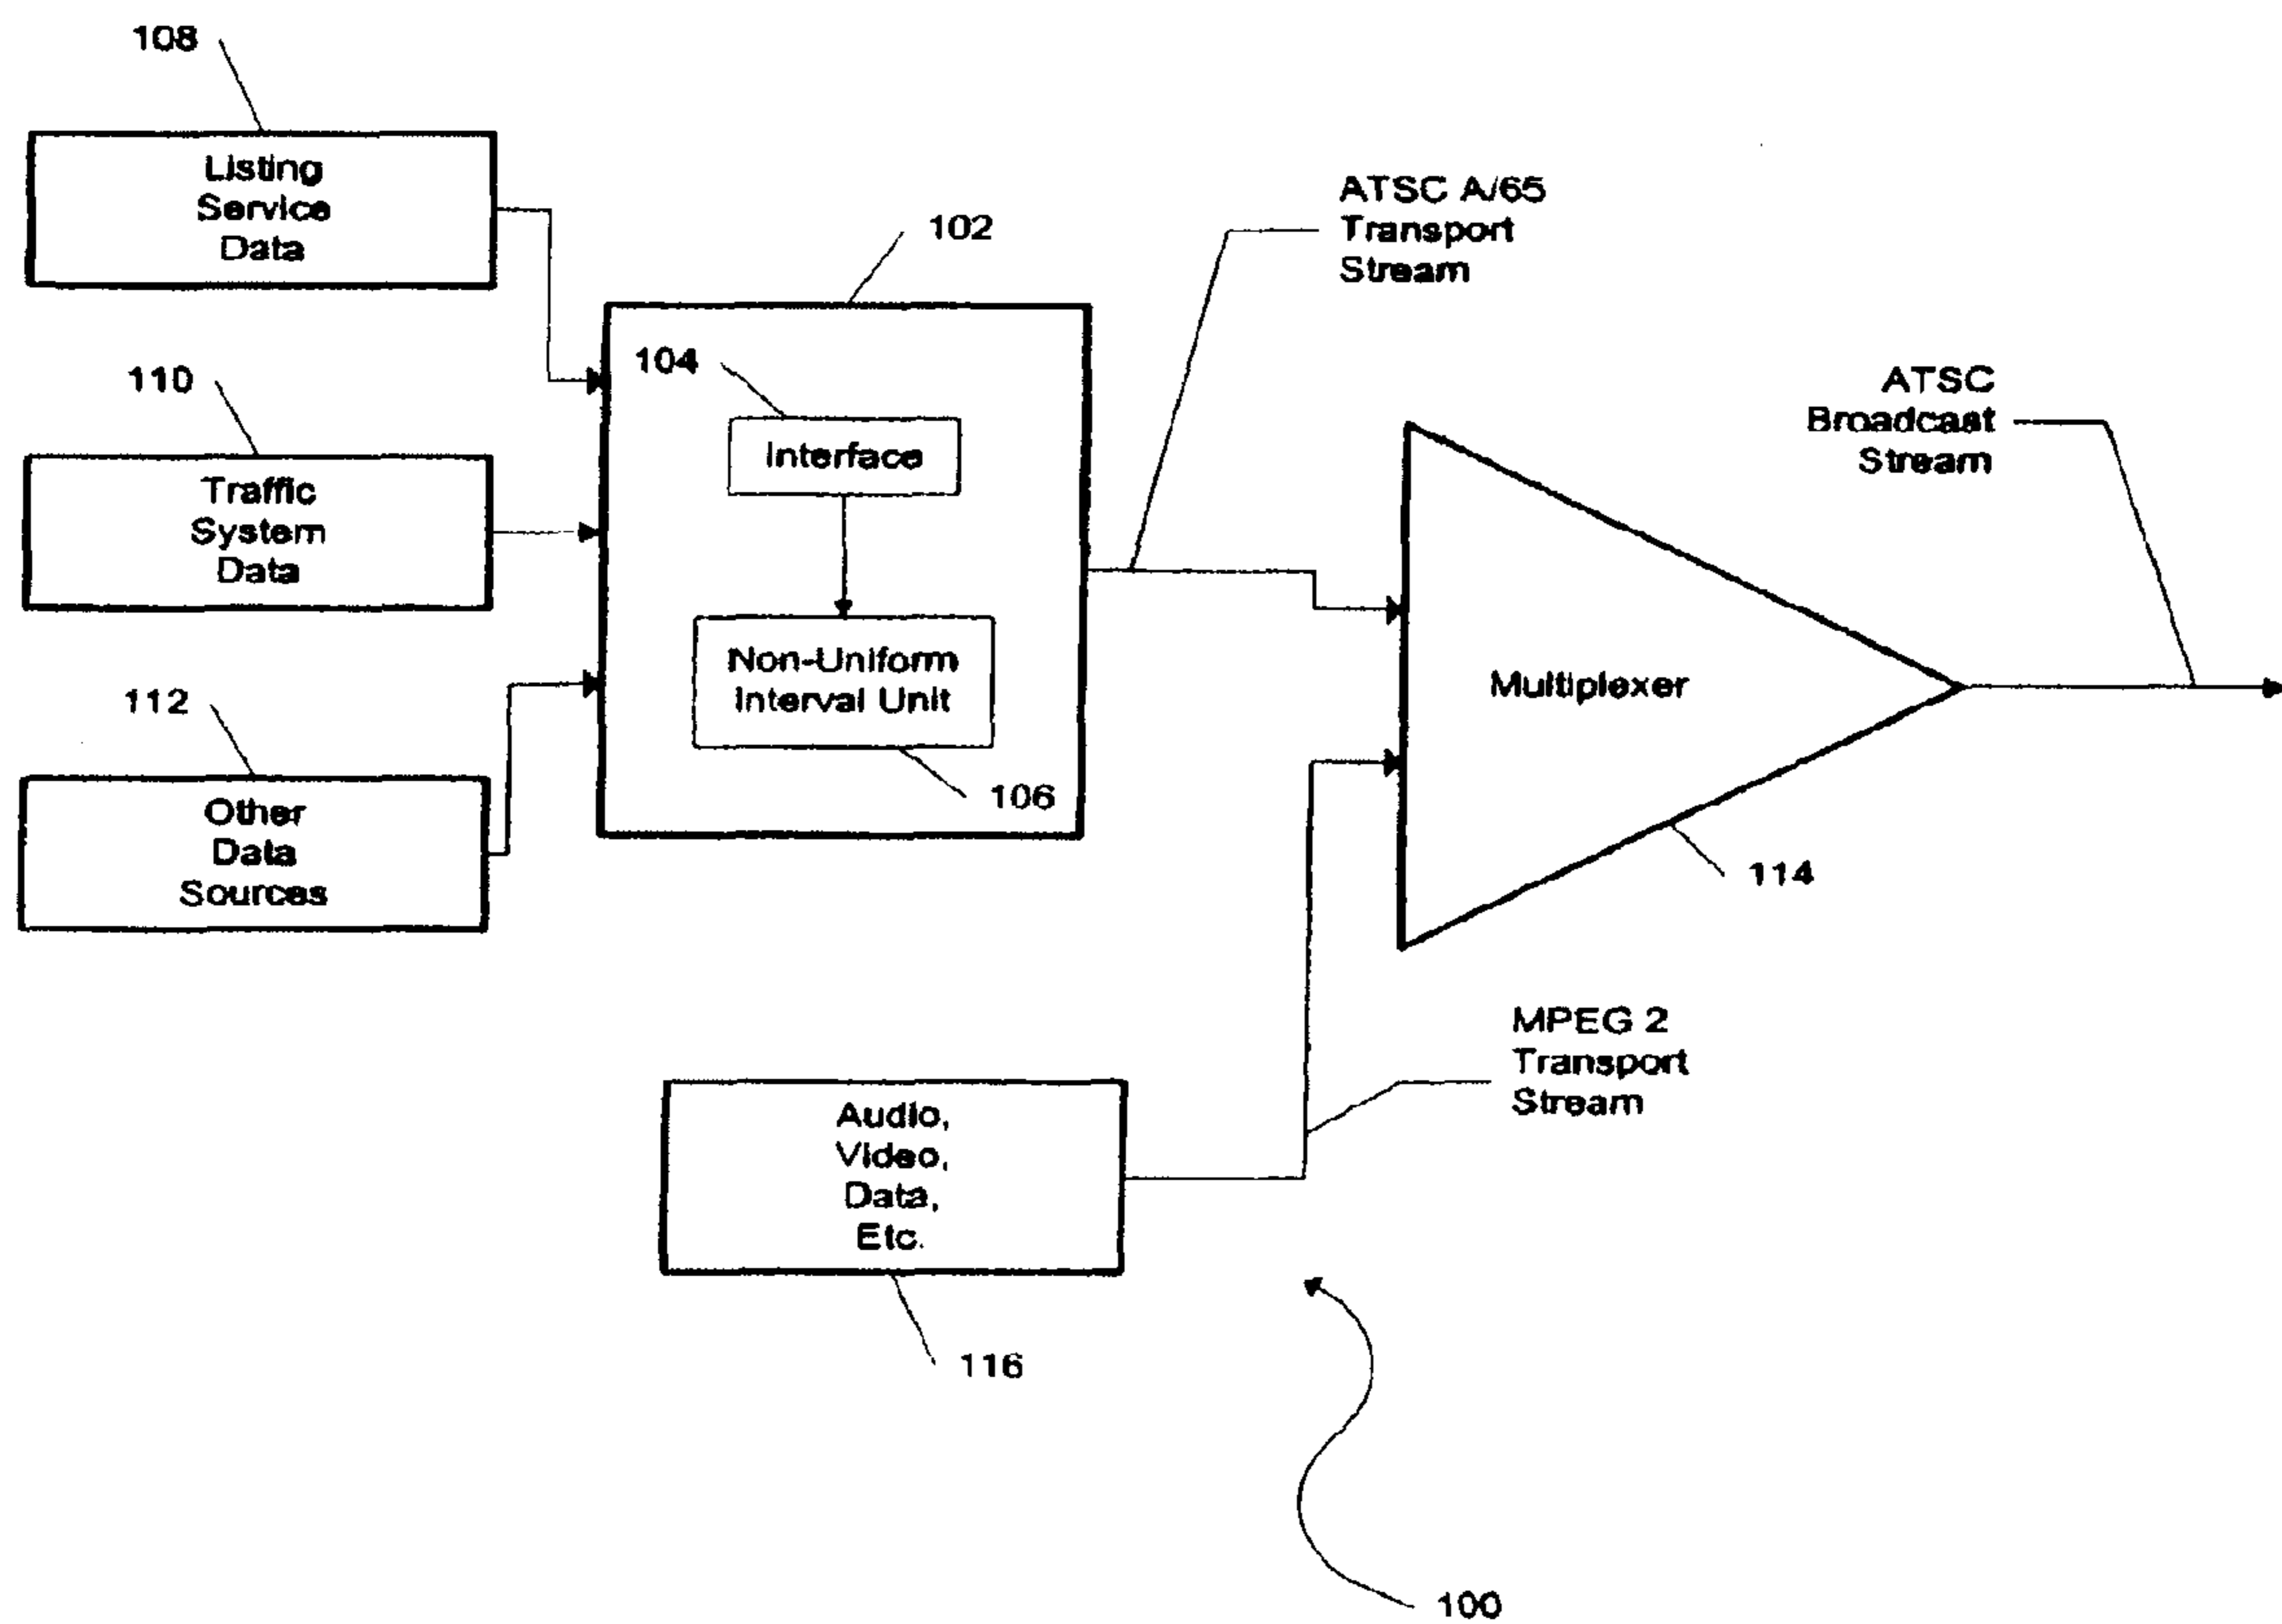 108
Listing
Service
Data
102
ATSC A/65
Transport
Stream
110
Traffic
System
Data
104
Interface
Non-Uniform
Interval Unit
106
ATSC
Broadcast
Stream
Multiplexer
114
112
Other
Data
Sources
MPEG 2
Transport
Stream
Audio,
Video,
Data,
Etc.
116
100